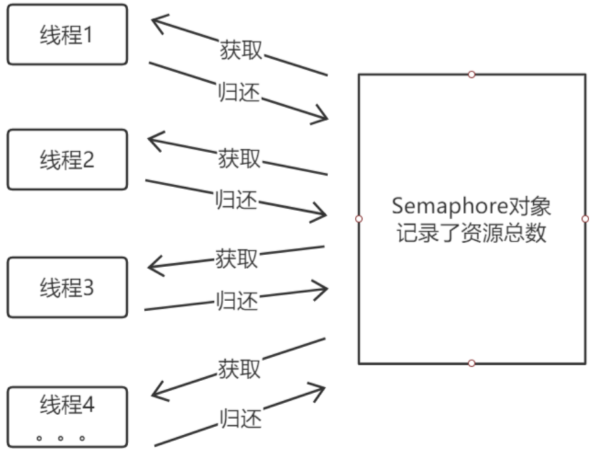 线程1
获取
归还
线程2
获取
归还
Semaphore对象
记录了资源总数
线程3
获取
归还
线程4
获取
归还